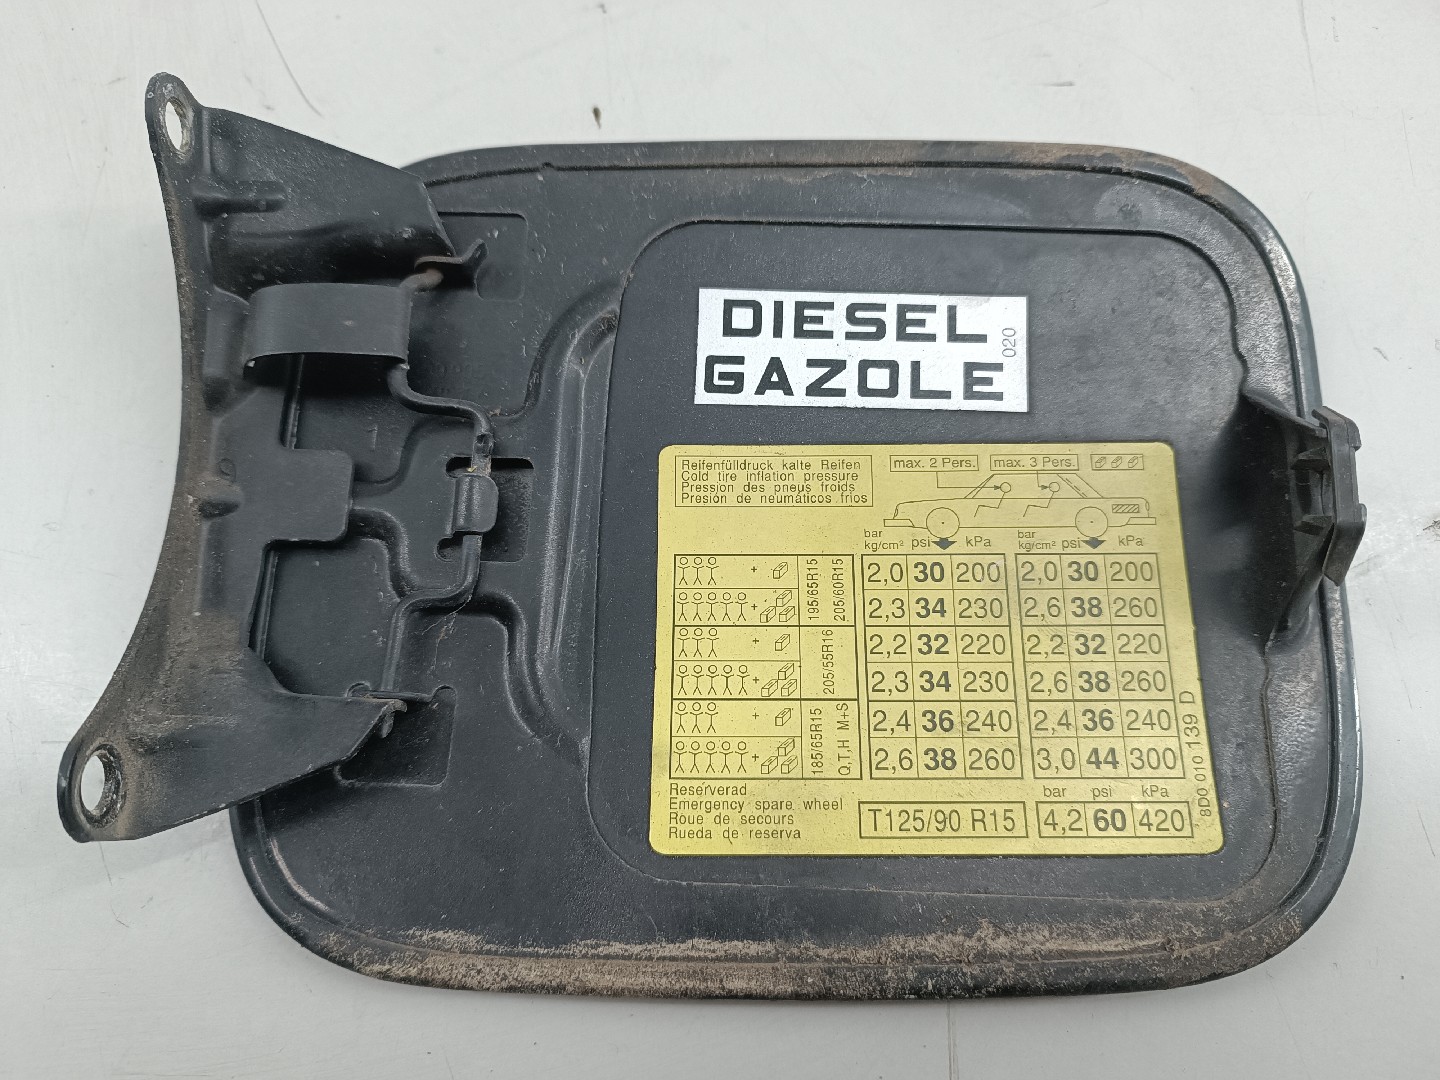 DIESEL
GAZOLE
020
Reifenfülldruck kalte Reifen
Cold tire inflation pressure
Pression des pneus froids
Presión de neumáticos frios
max. 2 Pers. max. 3 Pers.
bar kg/cm² psi kPa bar kg/cm² psi kPa
+ 195/65R15 205/60R15 2,0 30 200 2,0 30 200
+ 2,3 34 230 2,6 38 260
+ 205/55R16 2,2 32 220 2,2 32 220
+ 2,3 34 230 2,6 38 260
+ 185/65R15 Q,T,H M+S 2,4 36 240 2,4 36 240
+ 2,6 38 260 3,0 44 300
Reserverad
Emergency spare wheel
Roue de secours
Rueda de reserva
T125/90 R15
bar psi kPa
4,2 60 420
8D0 010 139 D
9
1